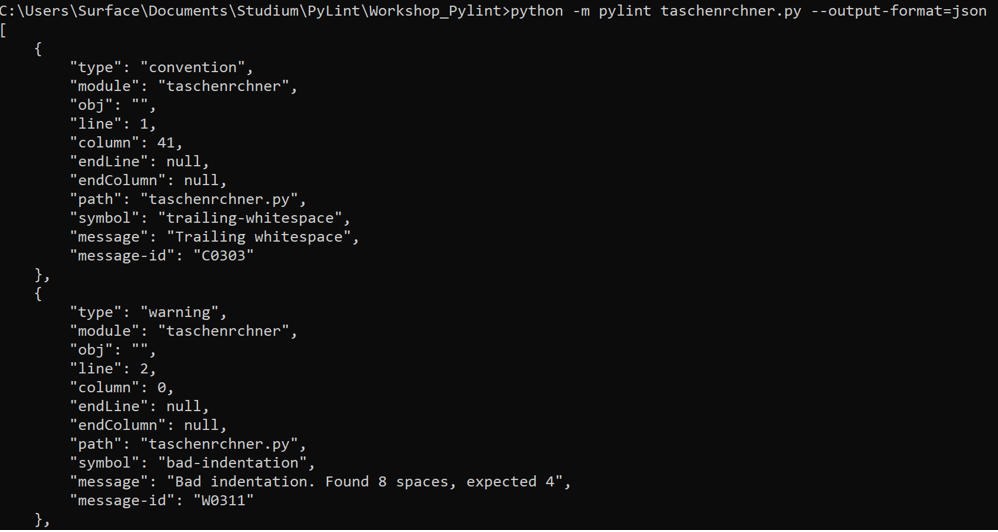 C:\Users\Surface\Documents\Studium\PyLint\Workshop_Pylint>python -m pylint taschenrchner.py --output-format=json
[
    {
        "type": "convention",
        "module": "taschenrchner",
        "obj": "",
        "line": 1,
        "column": 41,
        "endLine": null,
        "endColumn": null,
        "path": "taschenrchner.py",
        "symbol": "trailing-whitespace",
        "message": "Trailing whitespace",
        "message-id": "C0303"
    },
    {
        "type": "warning",
        "module": "taschenrchner",
        "obj": "",
        "line": 2,
        "column": 0,
        "endLine": null,
        "endColumn": null,
        "path": "taschenrchner.py",
        "symbol": "bad-indentation",
        "message": "Bad indentation. Found 8 spaces, expected 4",
        "message-id": "W0311"
    },